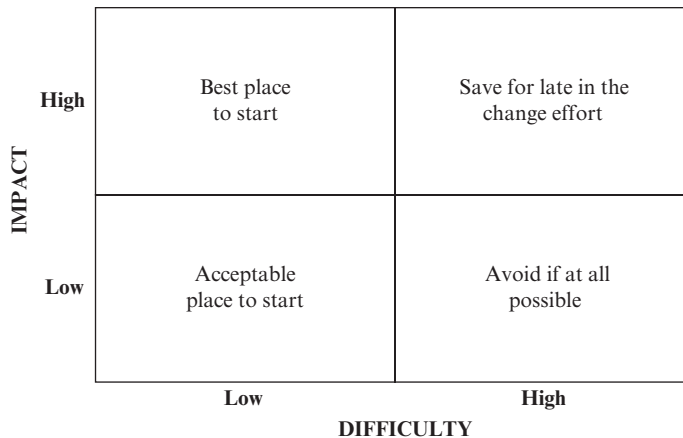 Best place
to start
Save for late in the
change effort
High
IMPACT
Acceptable
place to start
Avoid if at all
possible
Low
Low
High
DIFFICULTY